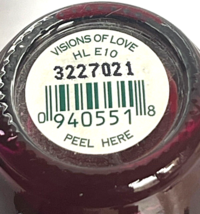 VISIONS OF LOVE
HL E10
3227021
0 940551 8
PEEL HERE